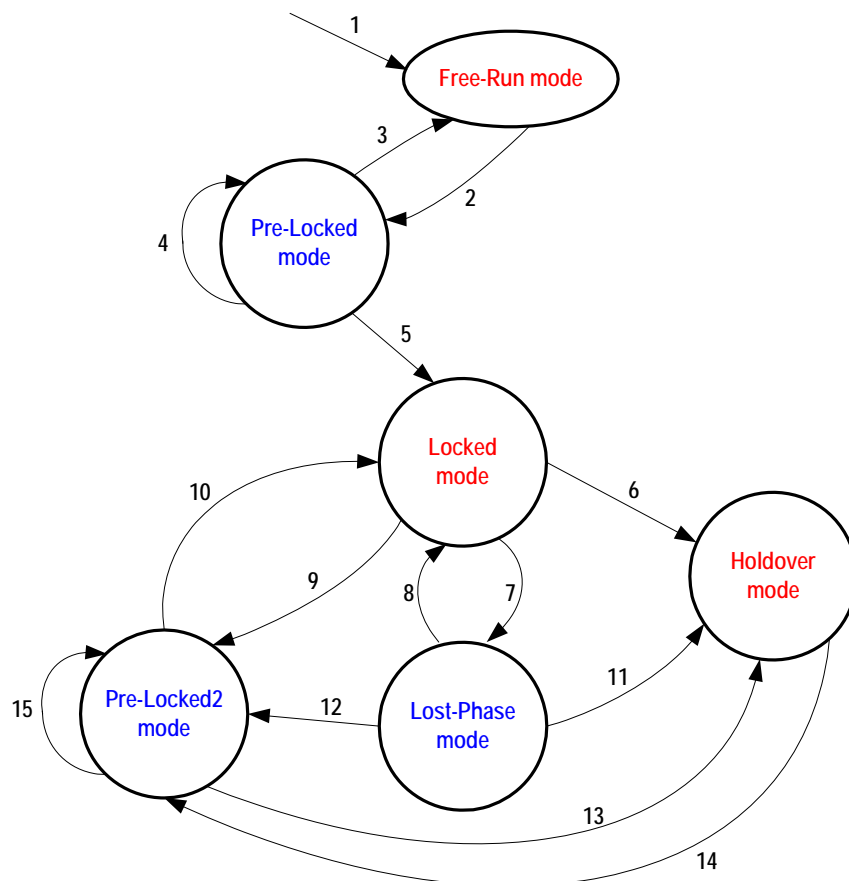 1
Free-Run mode
3
2
Pre-Locked
mode
4
5
Locked
mode
10
6
Holdover
mode
9
8
7
Pre-Locked2
mode
15
12
Lost-Phase
mode
11
13
14